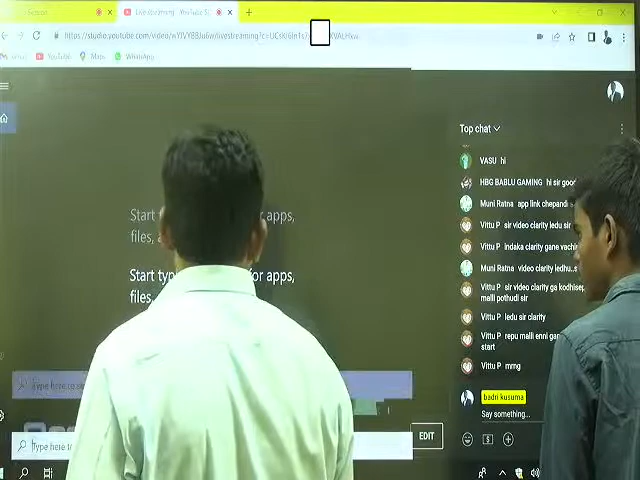 Session
Live streaming - YouTube St
https://studio.youtube.com/video/
/livestreaming
Gmail
YouTube
Maps
WhatsApp
Top chat
VASU hi
HBG BABLU GAMING hi sir good
Muni Ratna app link chepandi
Vittu P sir video clarity ledu sir
Vittu P indaka clarity gane
Muni Ratna video clarity ledhu..s
Vittu P sir video clarity ga
malli pothudi sir
Vittu P ledu sir clarity
Vittu P repu malli enni
start
Vittu P mmg
badri kusuma
Say something...
Start
r apps,
files,
Start typ
for apps,
files,
Type here to
Type here t
EDIT